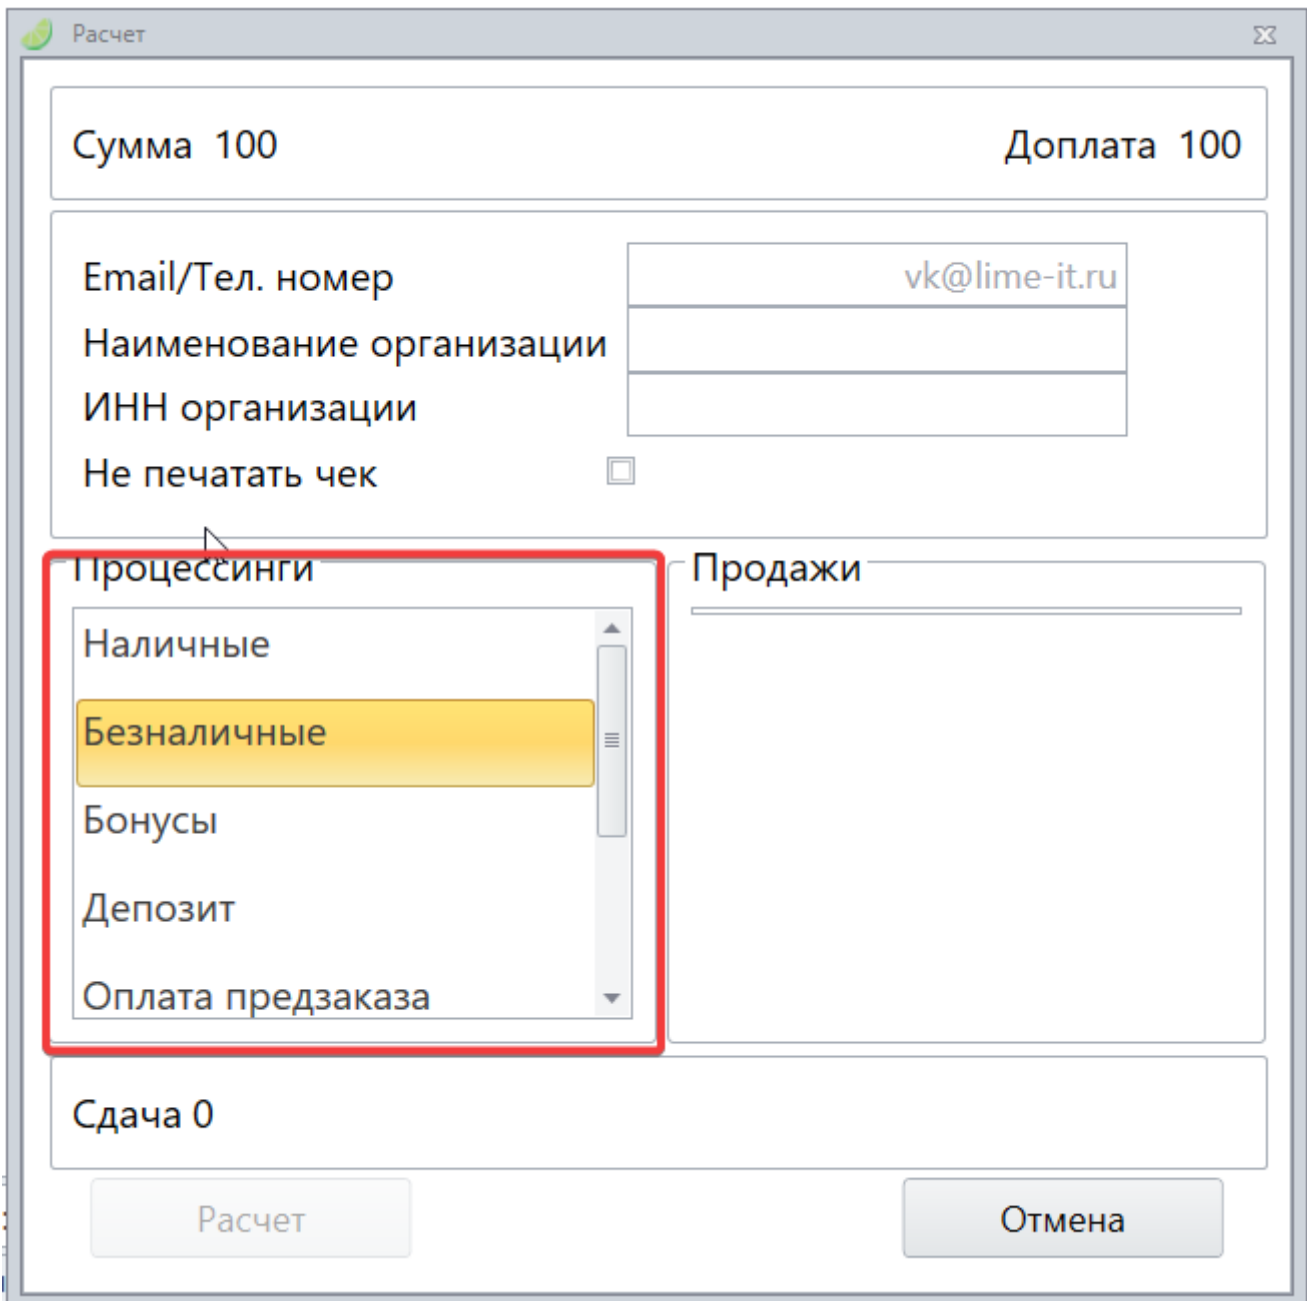 Расчет
Сумма 100
Доплата 100
Email/Тел. номер
vk@lime-it.ru
Наименование организации
ИНН организации
Не печатать чек
Процессинги
Продажи
Наличные
Безналичные
Бонусы
Депозит
Оплата предзаказа
Сдача 0
Расчет
Отмена